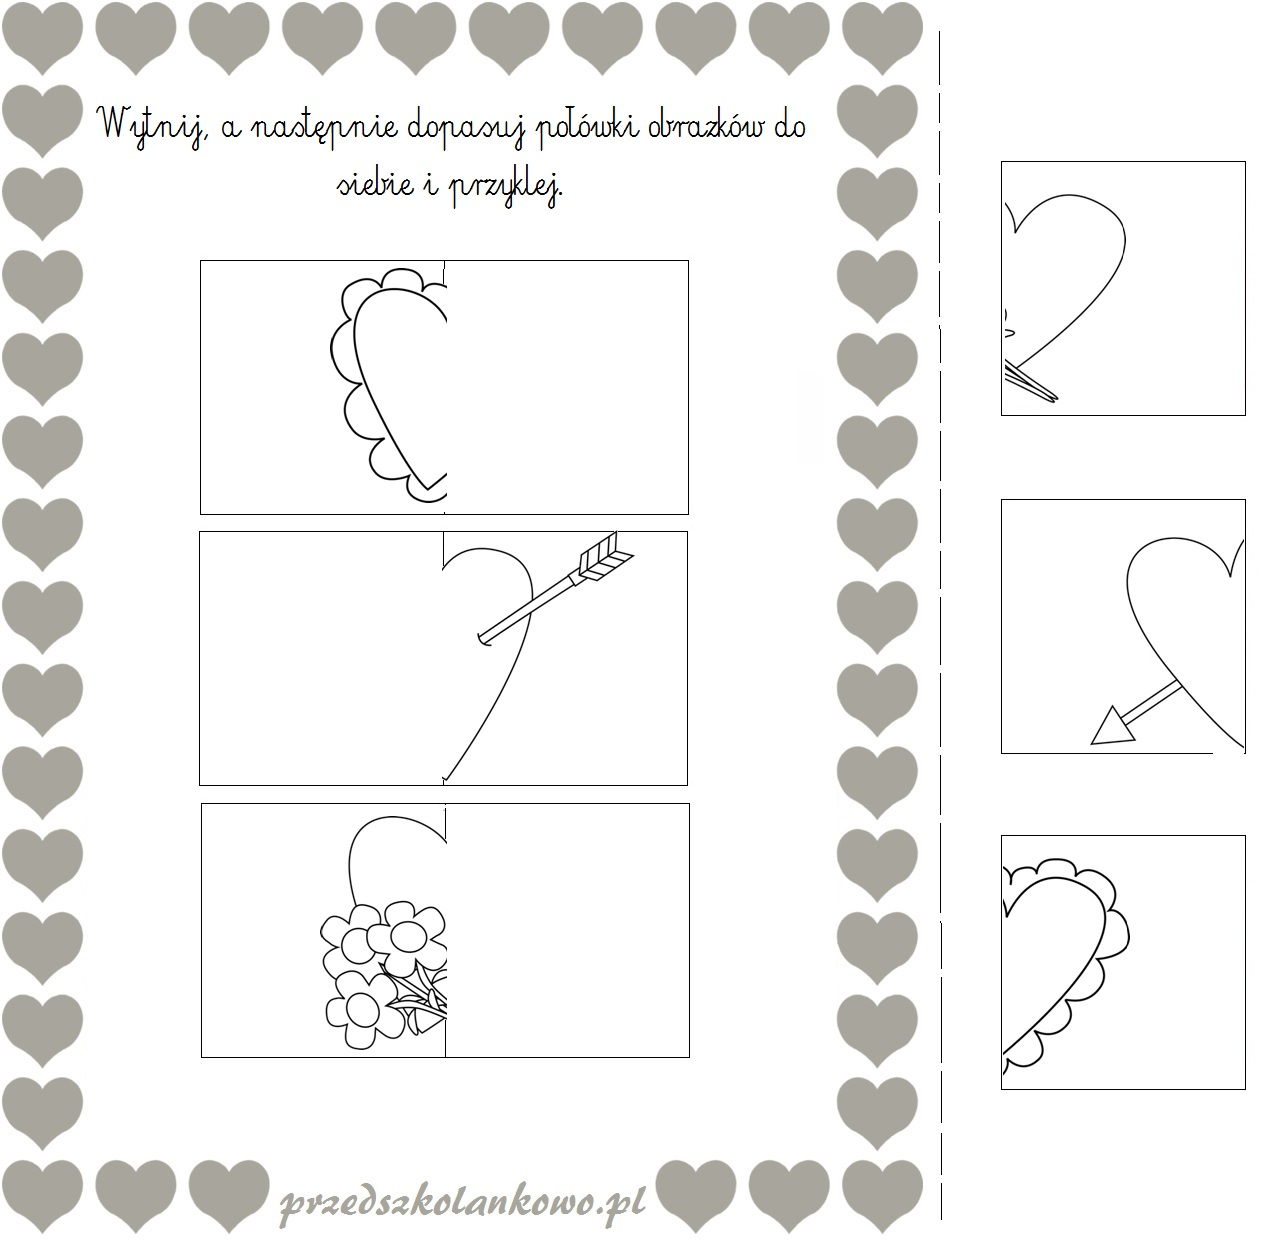 Wytnij, a następnie dopasuj połówki obrazków do
siebie i przyklej.
przedszkolankowo.pl